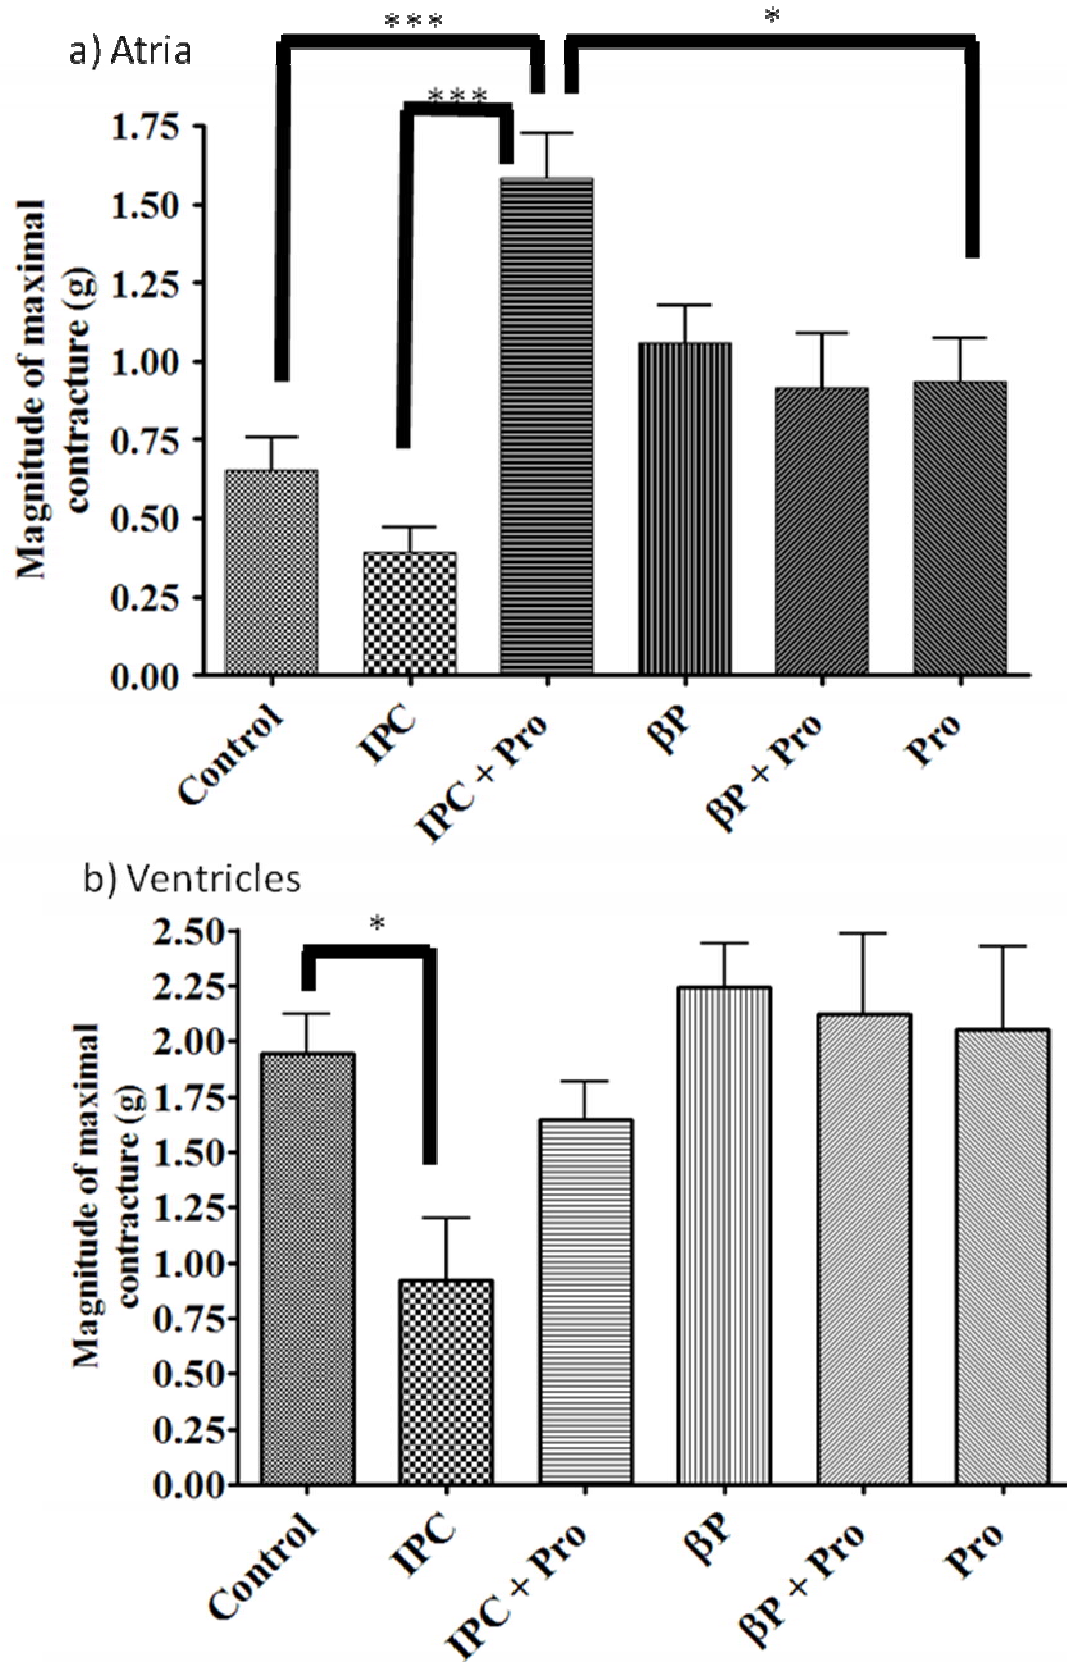 ***
*
a) Atria
***
Magnitude of maximal
contracture (g)
1.75
1.50
1.25
1.00
0.75
0.50
0.25
0.00
Control
IPC
IPC + Pro
βP
βP + Pro
Pro
b) Ventricles
*
Magnitude of maximal
contracture (g)
2.50
2.25
2.00
1.75
1.50
1.25
1.00
0.75
0.50
0.25
0.00
Control
IPC
IPC + Pro
βP
βP + Pro
Pro